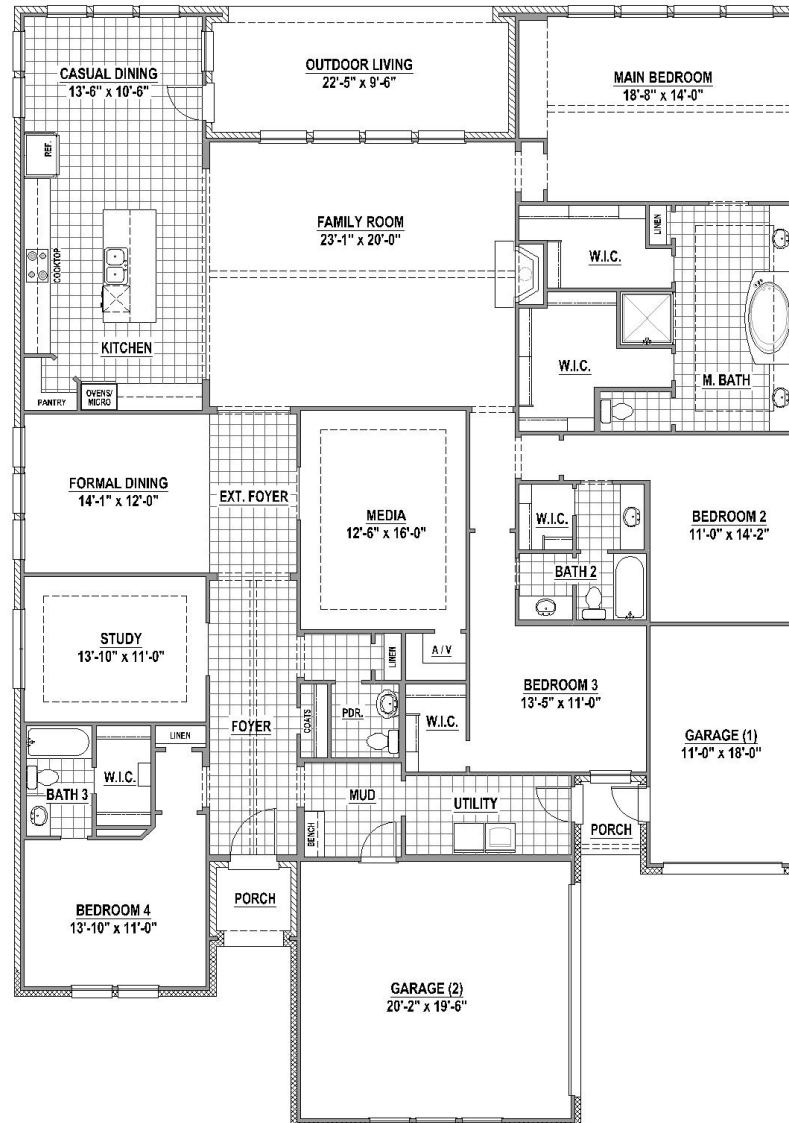 CASUAL DINING
13'-6" x 10'-6"
OUTDOOR LIVING
22'-5" x 9'-6"
MAIN BEDROOM
18'-8" x 14'-0"
REF.
FAMILY ROOM
23'-1" x 20'-0"
LINEN
W.I.C.
COOKTOP
KITCHEN
W.I.C.
M. BATH
PANTRY
OVENS/
MICRO
FORMAL DINING
14'-1" x 12'-0"
EXT. FOYER
MEDIA
12'-6" x 16'-0"
W.I.C.
BEDROOM 2
11'-0" x 14'-2"
BATH 2
STUDY
13'-10" x 11'-0"
LINEN
A/V
BEDROOM 3
13'-5" x 11'-0"
FOYER
COATS
PDR.
W.I.C.
GARAGE (1)
11'-0" x 18'-0"
LINEN
W.I.C.
BATH 3
MUD
UTILITY
BENCH
PORCH
BEDROOM 4
13'-10" x 11'-0"
PORCH
GARAGE (2)
20'-2" x 19'-6"